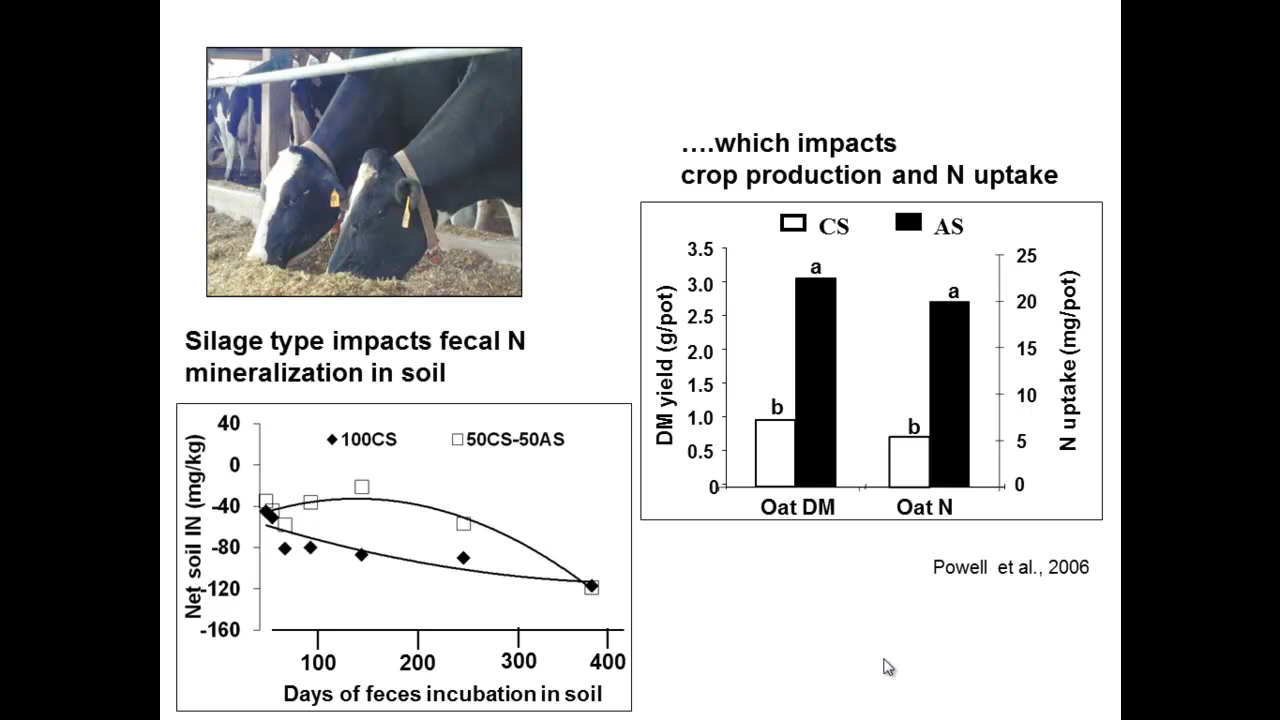 ….which impacts
crop production and N uptake
CS AS
3.5
3.0
2.5
2.0
1.5
1.0
0.5
0
DM yield (g/pot)
25
20
15
10
5
0
N uptake (mg/pot)
a
b
a
b
Oat DM Oat N
Powell et al., 2006
Silage type impacts fecal N
mineralization in soil
100CS 50CS-50AS
40
0
-40
-80
-120
-160
Net soil IN (mg/kg)
100 200 300 400
Days of feces incubation in soil